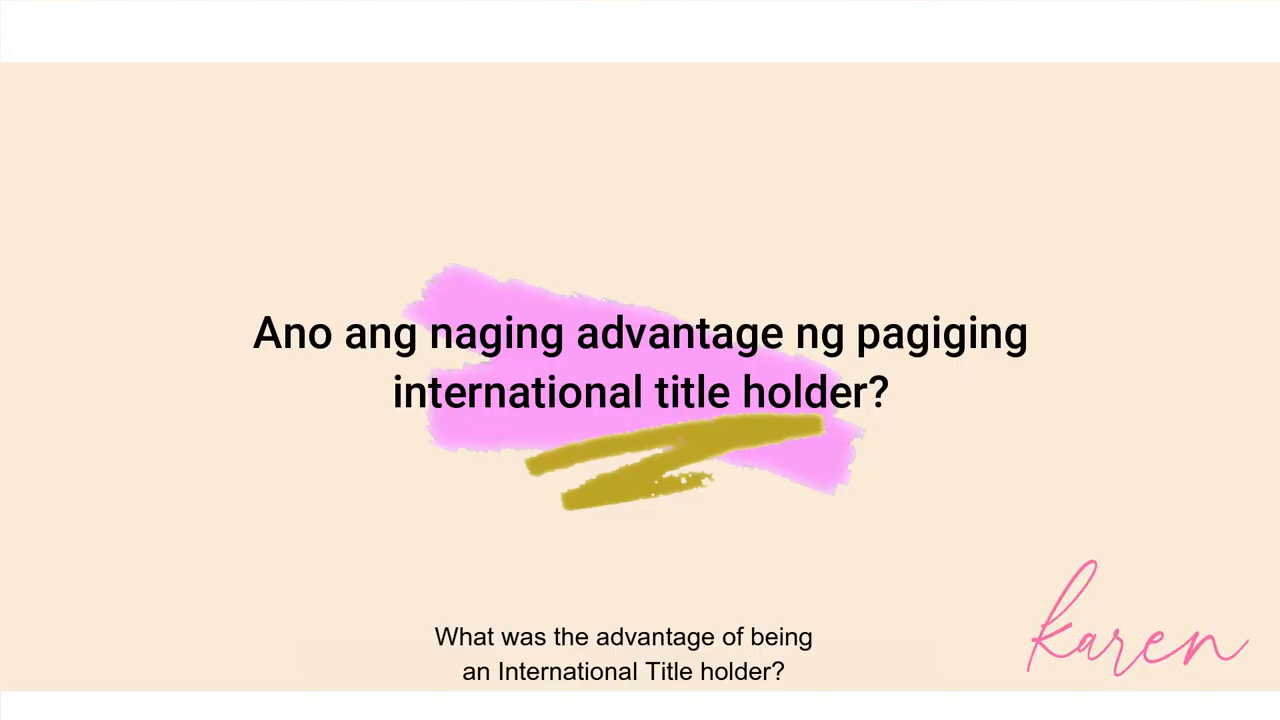 Ano ang naging advantage ng pagiging
international title holder?
What was the advantage of being
an International Title holder?
karen